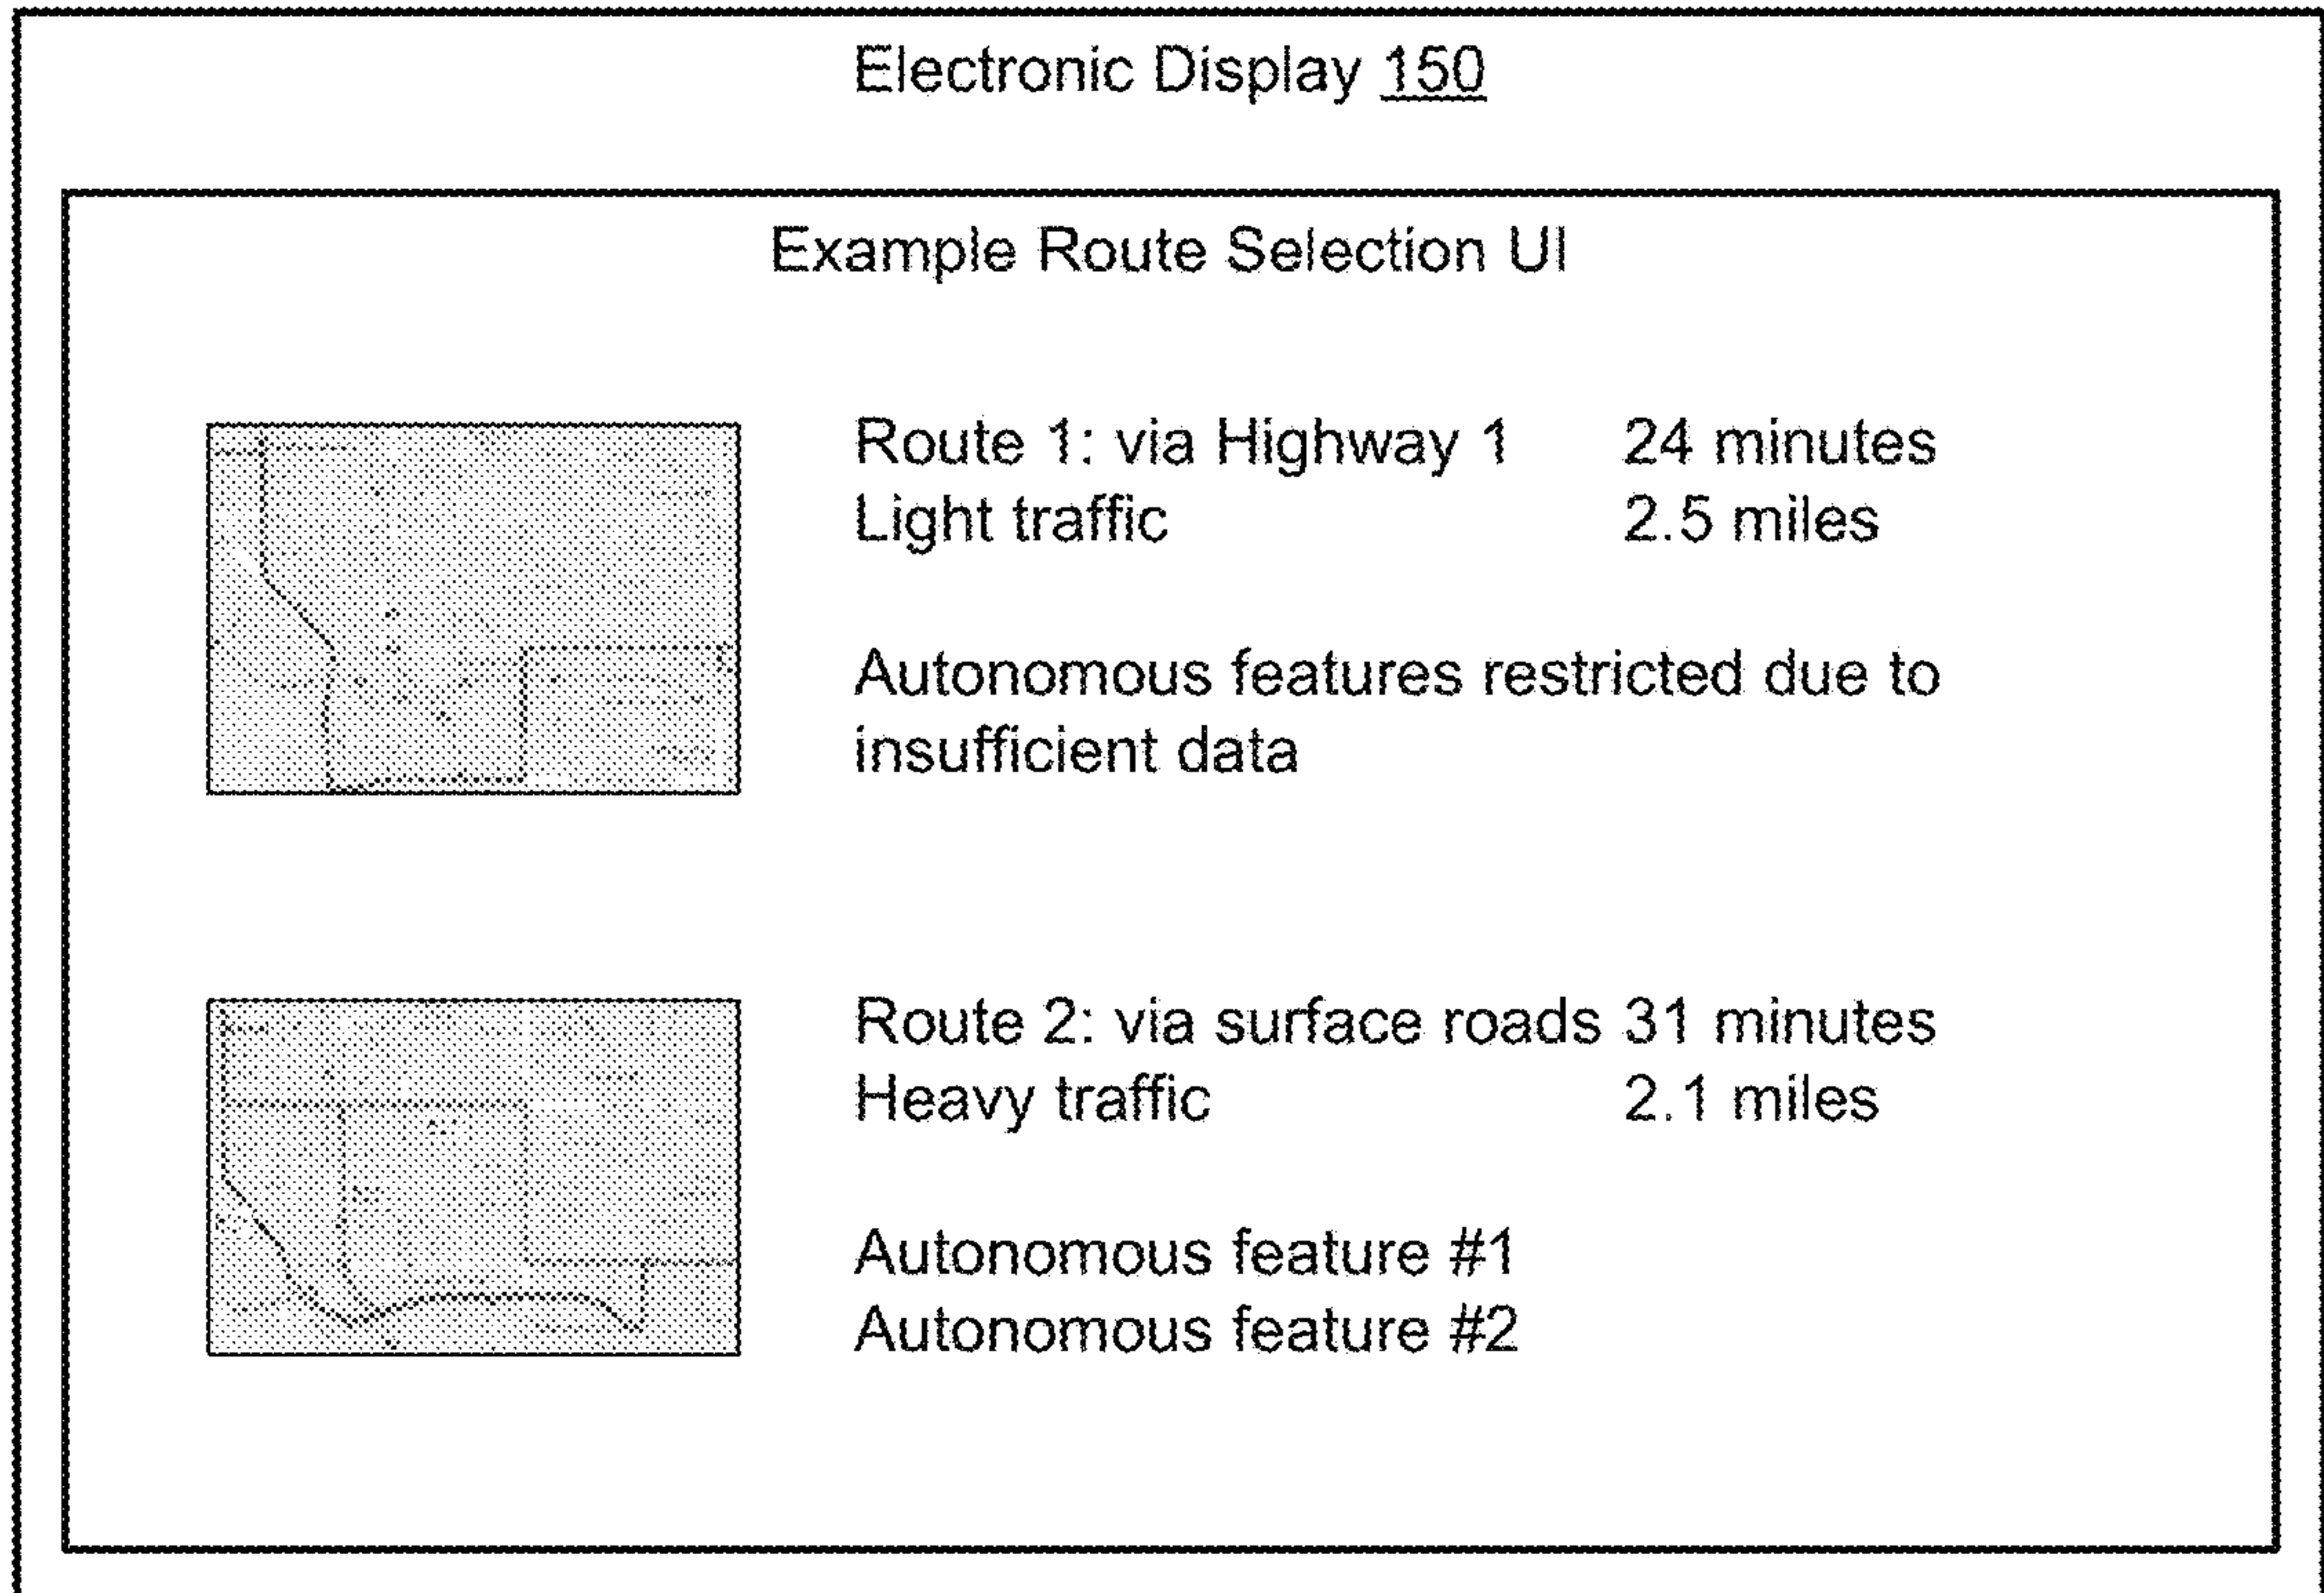 Electronic Display 150
Example Route Selection UI
Route 1: via Highway 1 24 minutes
Light traffic 2.5 miles
Autonomous features restricted due to
insufficient data
Route 2: via surface roads 31 minutes
Heavy traffic 2.1 miles
Autonomous feature #1
Autonomous feature #2